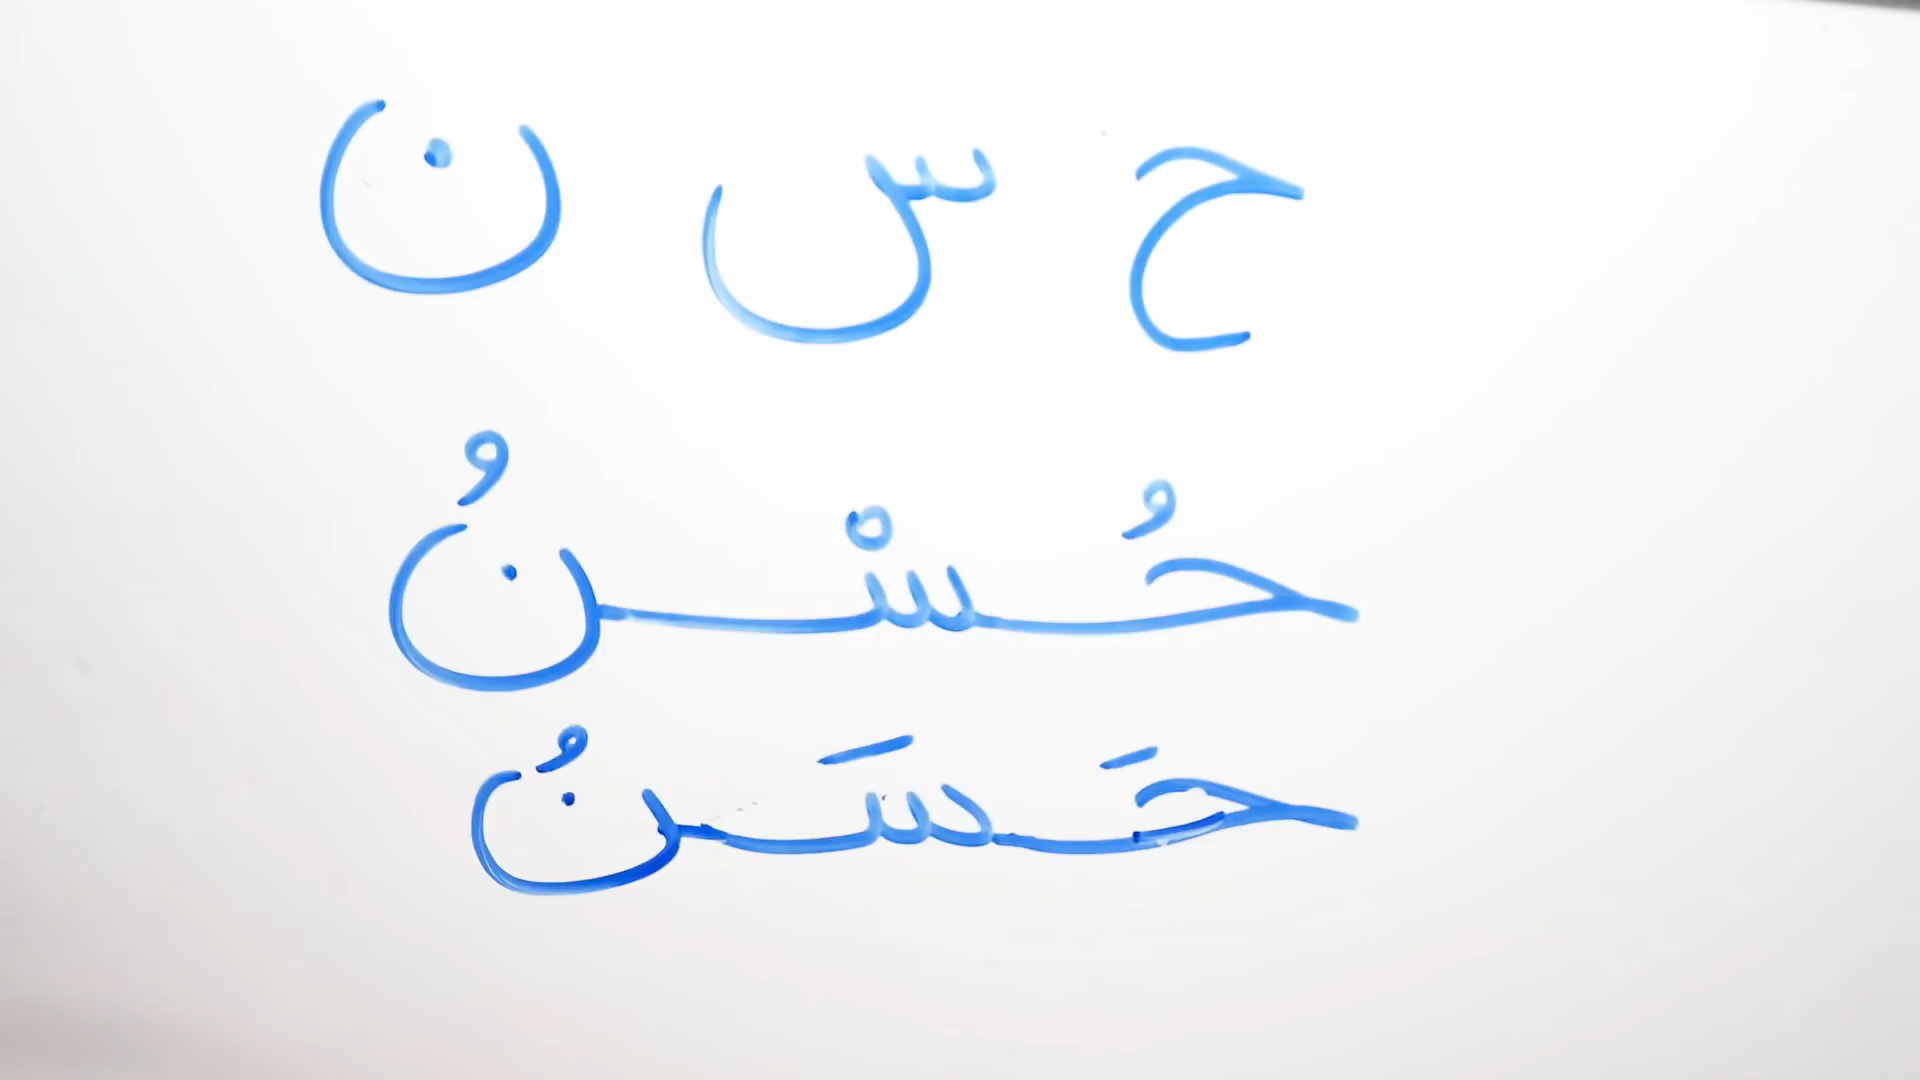 ح س ن
حُسْنُ
حَسَنُ